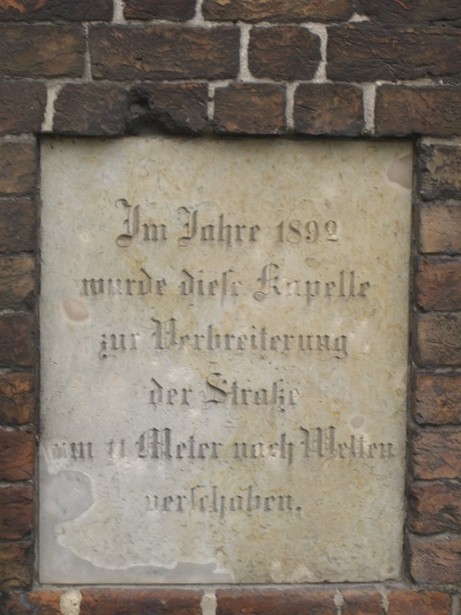 Im Jahre 1892
wurde diese Kapelle
zur Verbreiterung
der Straße
um 11 Meter nach Westen
verschoben.